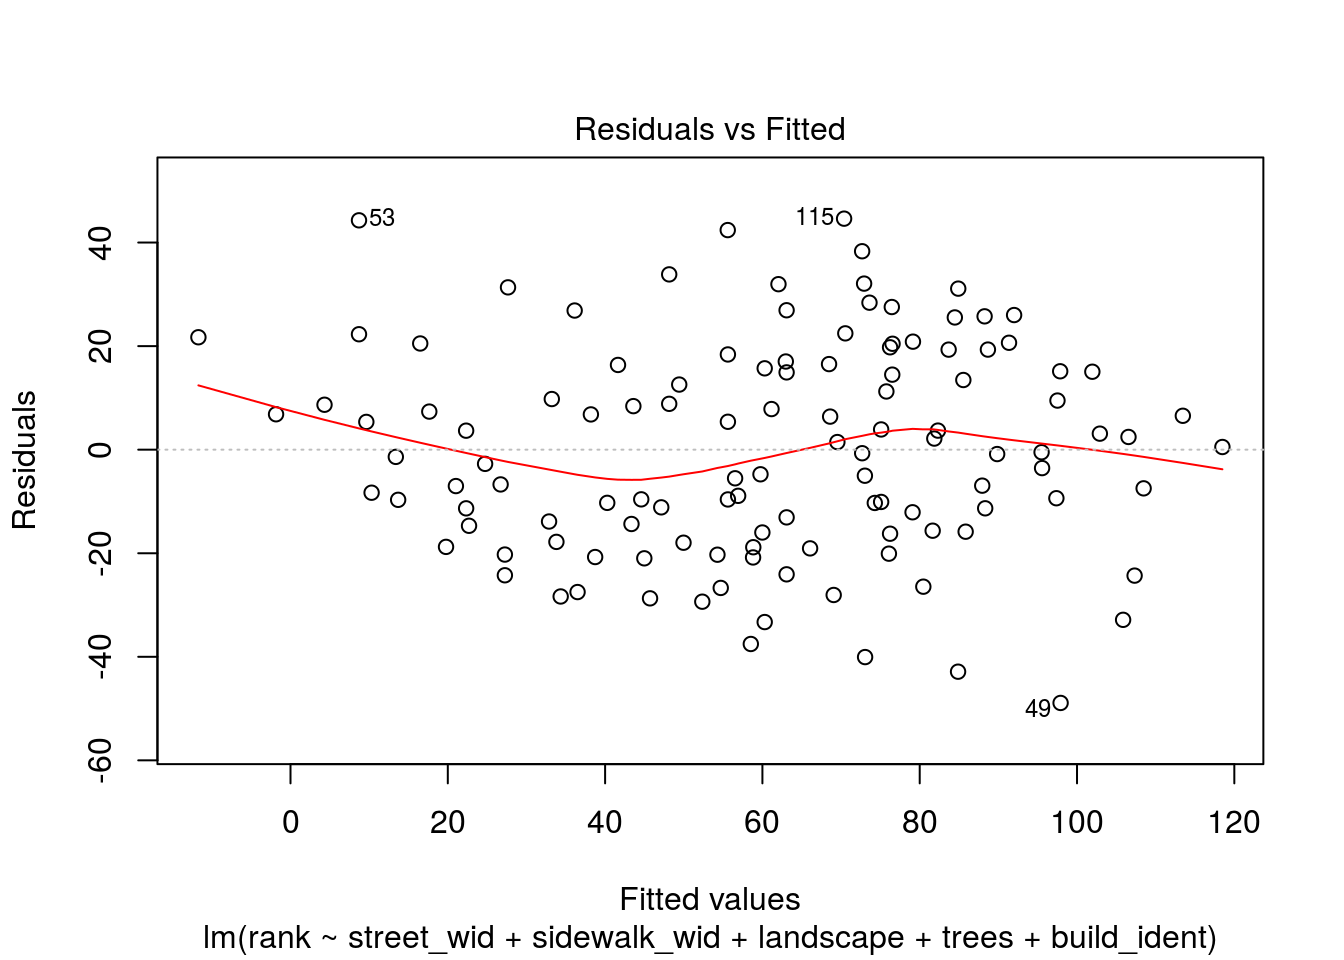 Residuals vs Fitted
Residuals
40
20
0
-20
-40
-60
53
115
49
0 20 40 60 80 100 120
Fitted values
lm(rank ~ street_wid + sidewalk_wid + landscape + trees + build_ident)